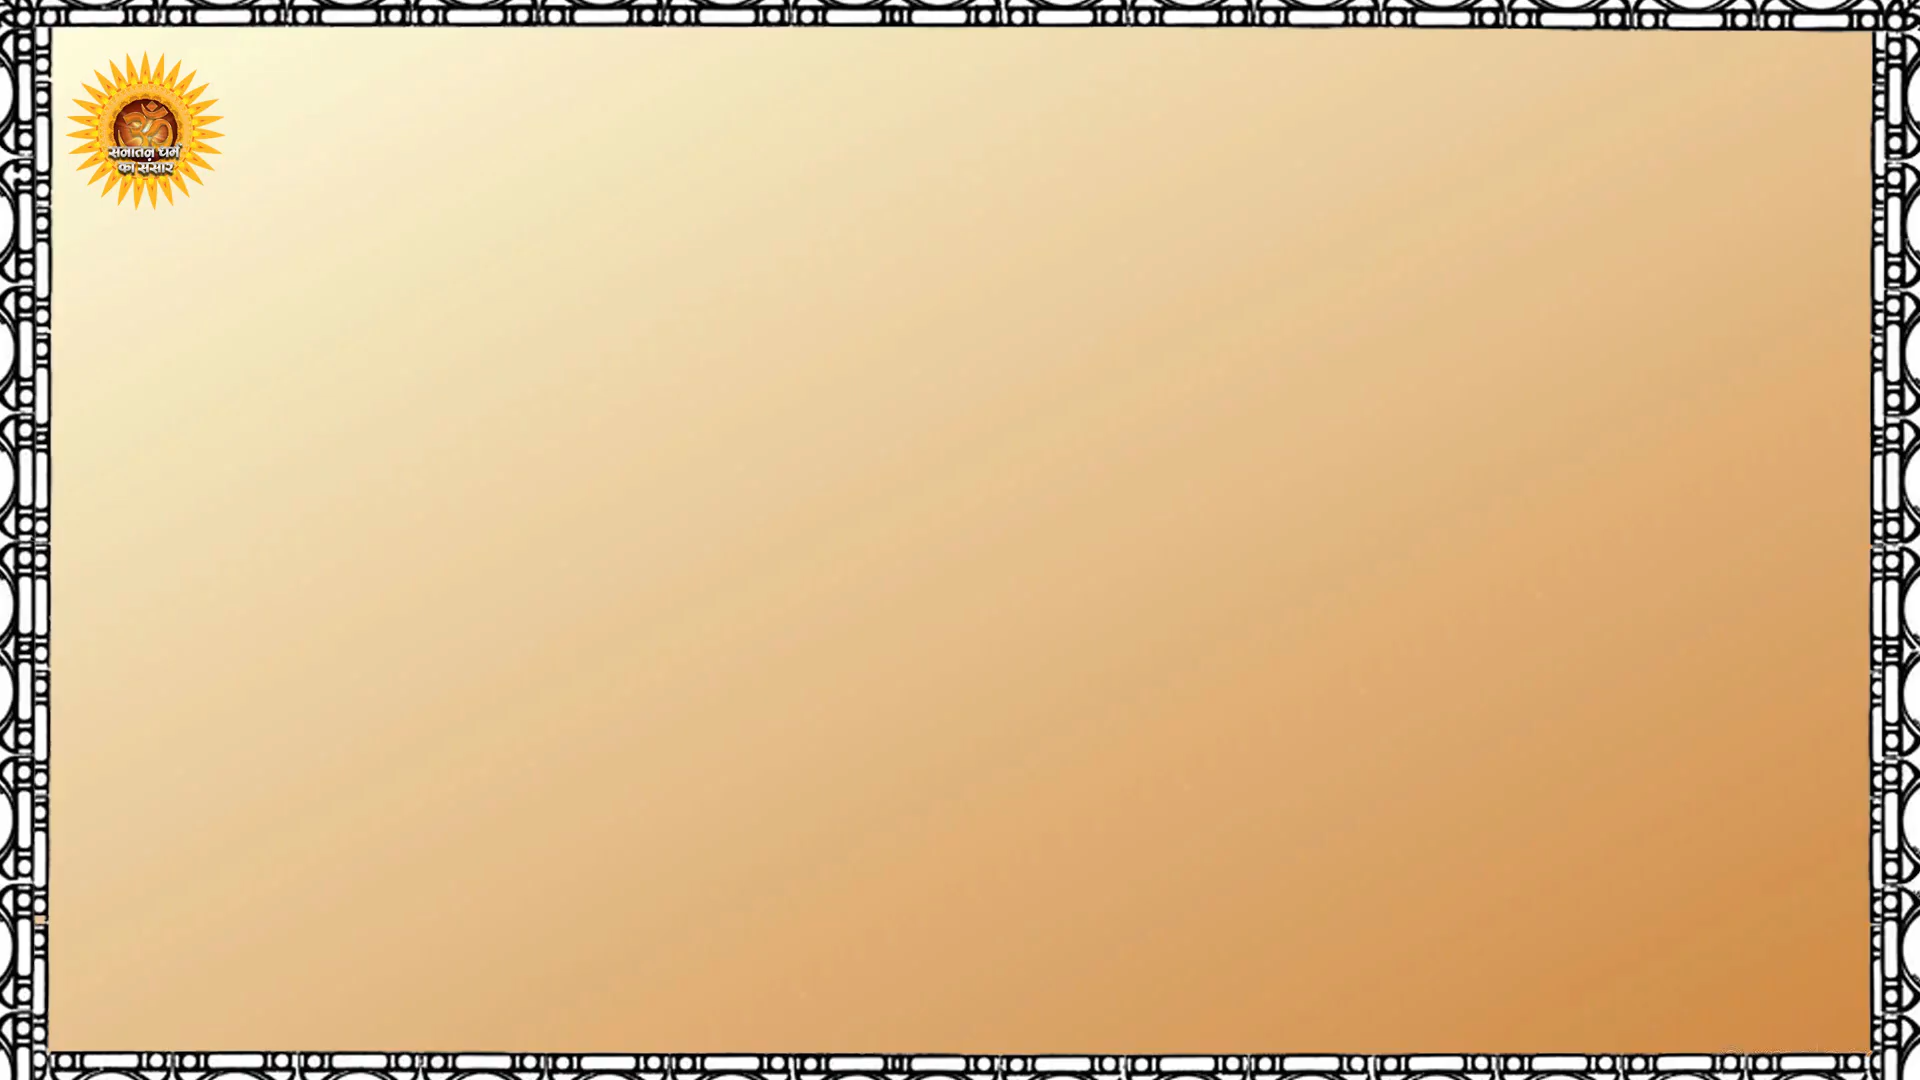 ॐ
सनातन धर्म
का संसार